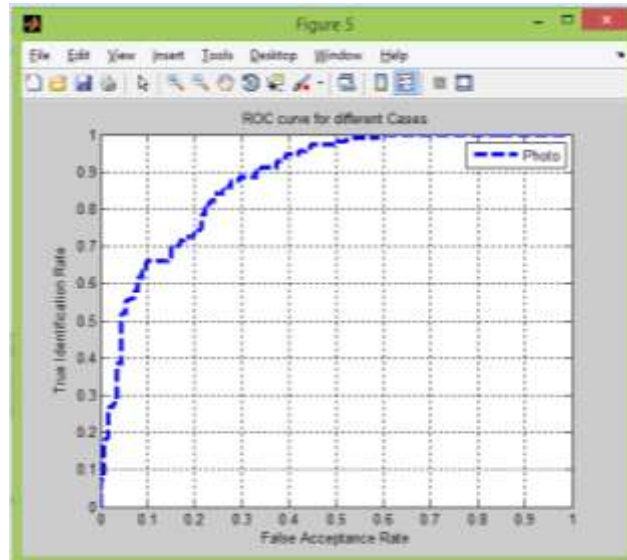 Figure 5
File Edit View Insert Tools Desktop Window Help
ROC curve for different Cases
Photo
True Identification Rate
1
0.9
0.8
0.7
0.6
0.5
0.4
0.3
0.2
0.1
0
0 0.1 0.2 0.3 0.4 0.5 0.6 0.7 0.8 0.9 1
False Acceptance Rate